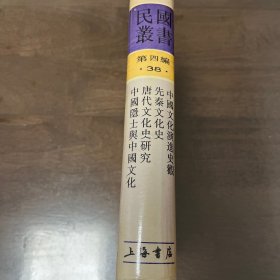 民國叢書
第四編
·38·
中國文化演進史觀
先秦文化史
唐代文化史研究
中國隱士與中國文化
上海書店